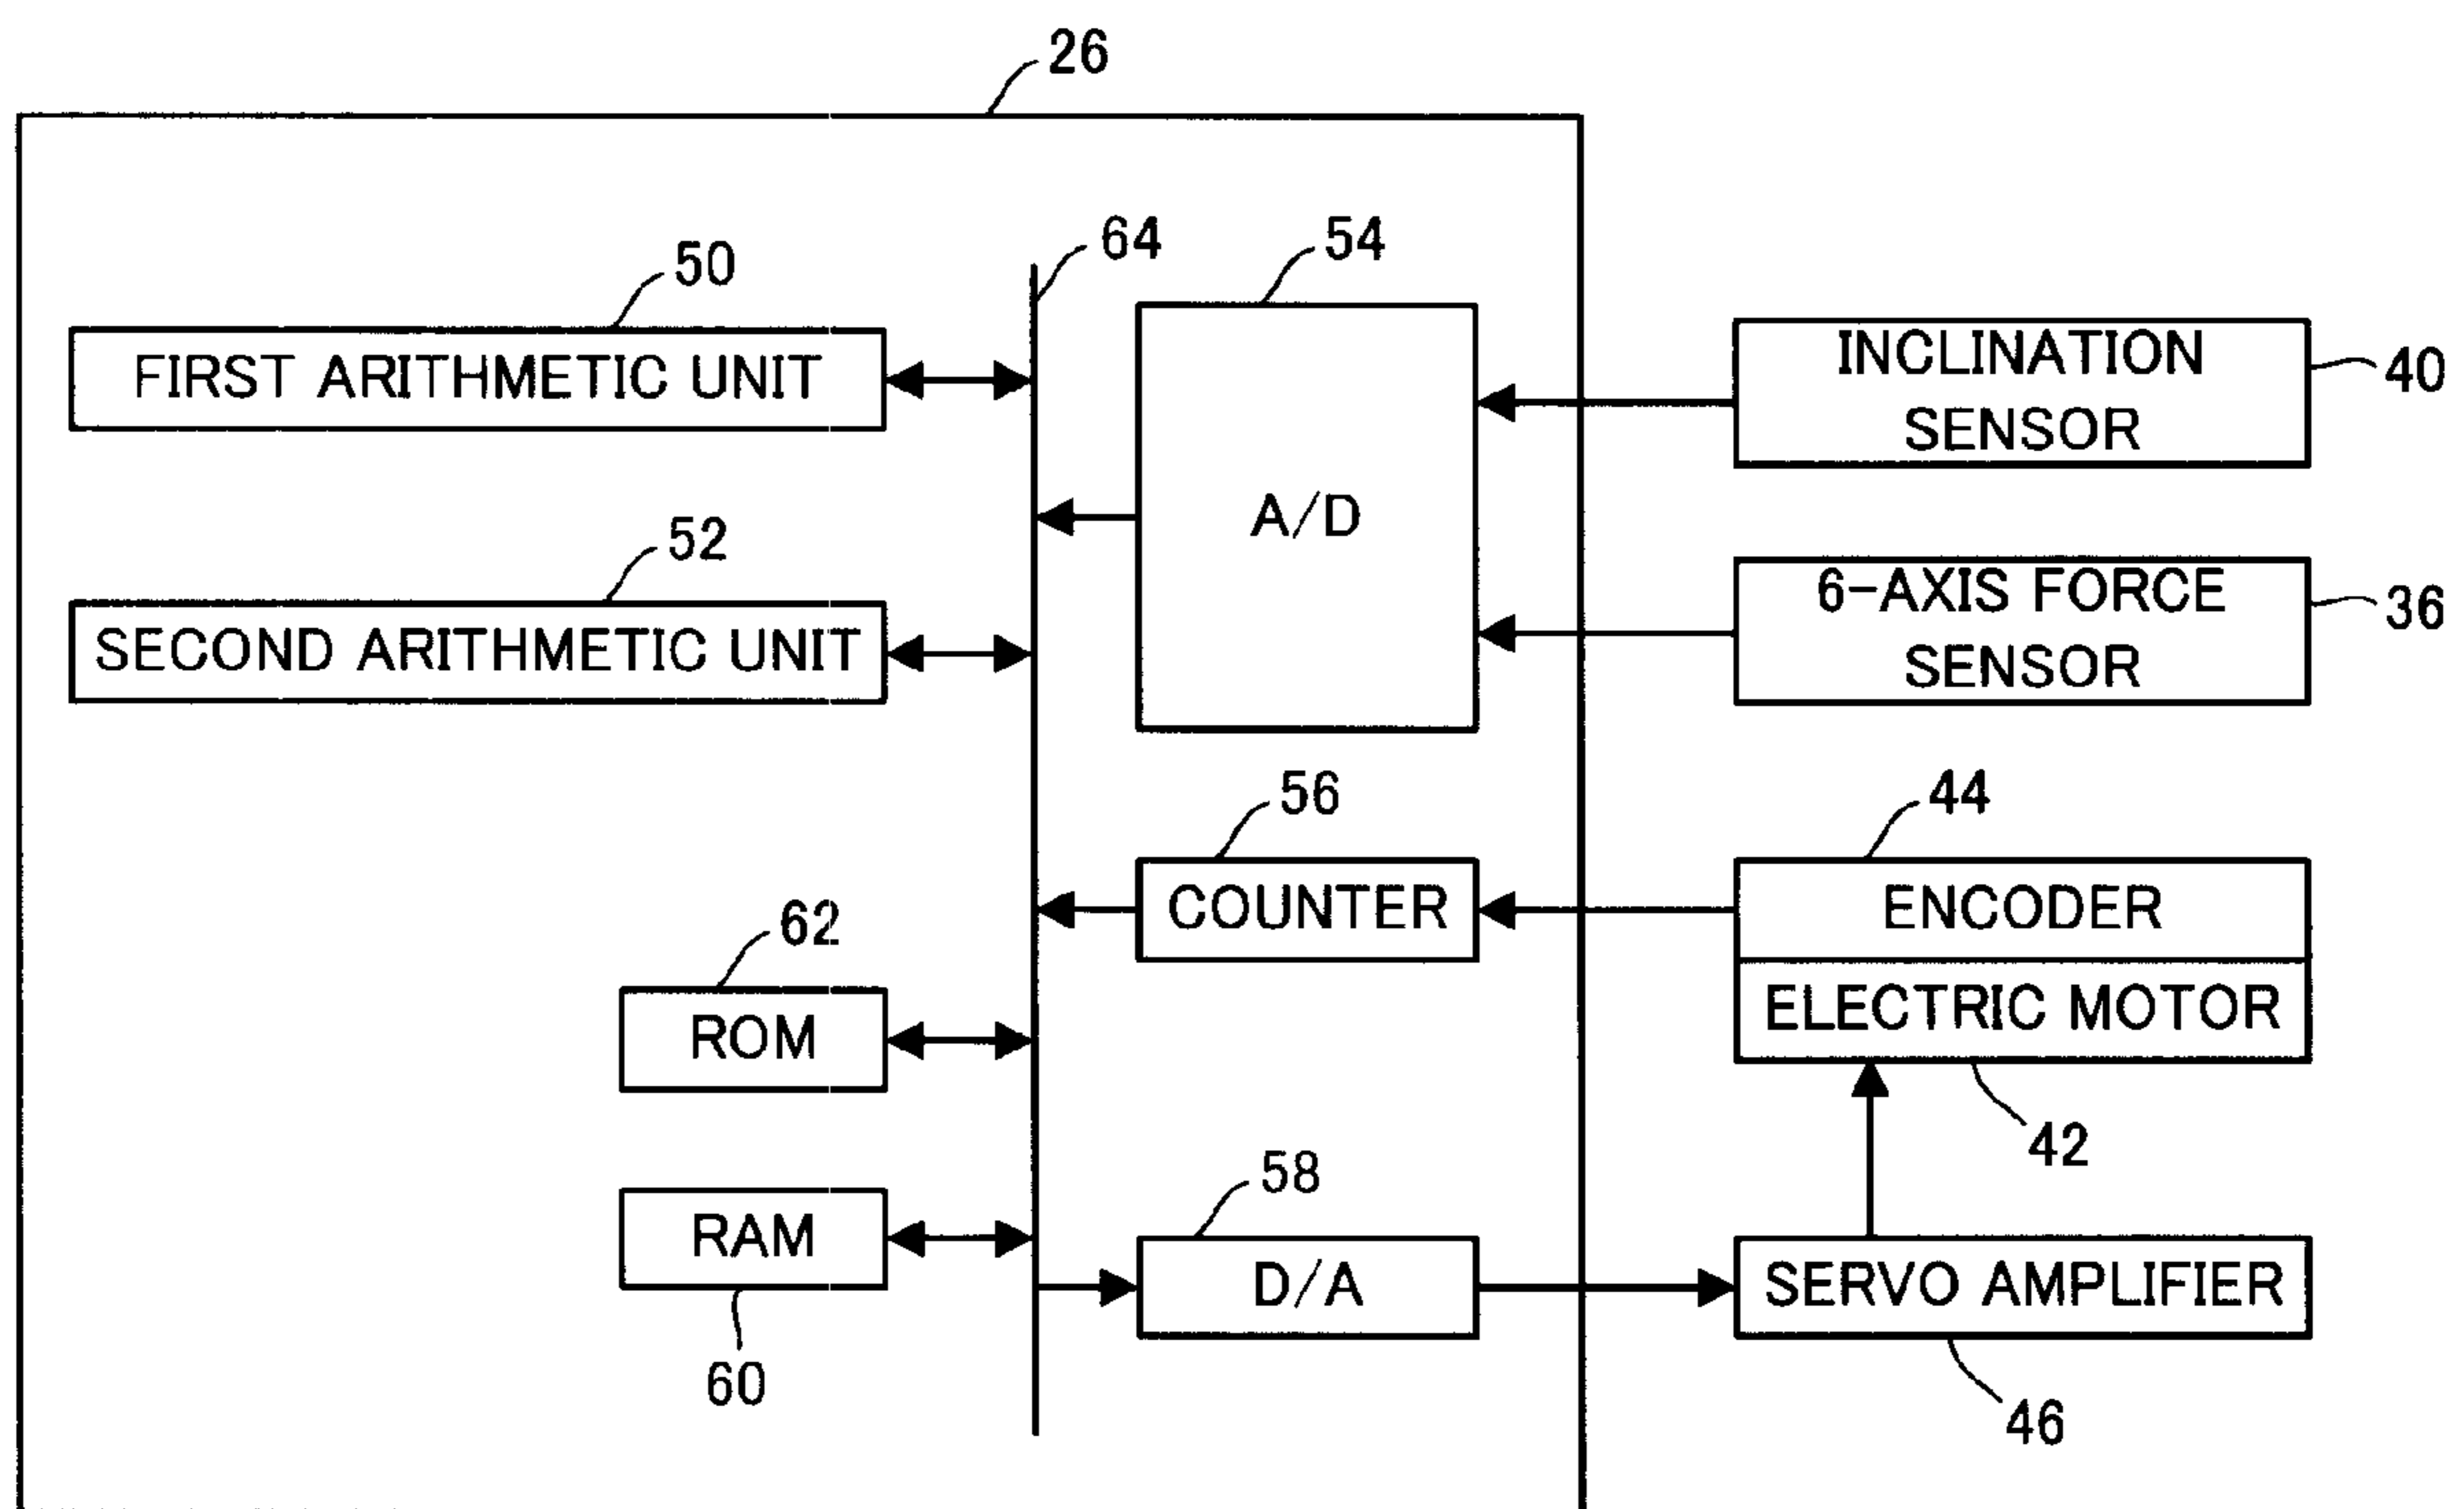 26
64
54
50
FIRST ARITHMETIC UNIT
INCLINATION
SENSOR
40
A/D
52
SECOND ARITHMETIC UNIT
6-AXIS FORCE
SENSOR
36
56
44
COUNTER
ENCODER
62
ROM
ELECTRIC MOTOR
42
58
RAM
D/A
SERVO AMPLIFIER
60
46